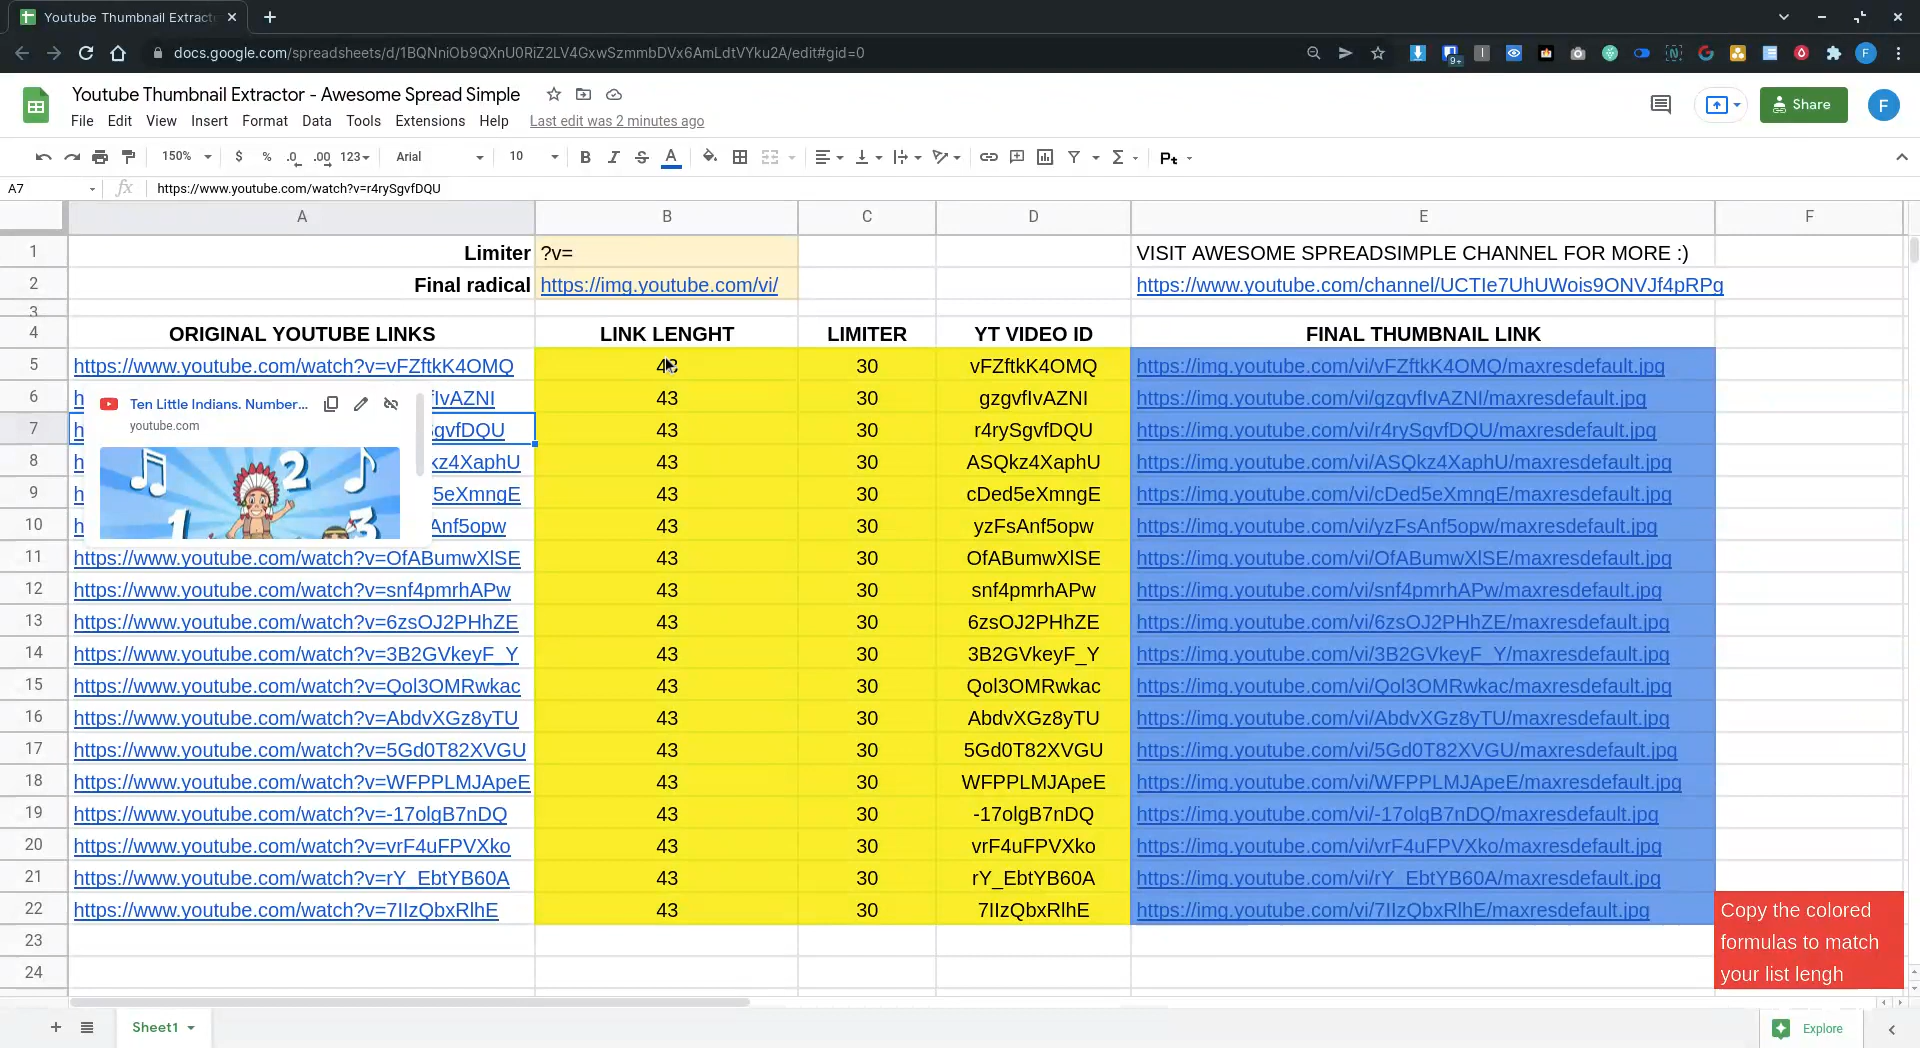 Youtube Thumbnail Extract
docs.google.com/spreadsheets/d/1BQNniOb9QXnU0RiZ2LV4GxwSzmmbDVx6AmLdtVYku2A/edit#gid=0
9+
F
Youtube Thumbnail Extractor - Awesome Spread Simple
File Edit View Insert Format Data Tools Extensions Help Last edit was 2 minutes ago
Share
F
150% $ % .0 .00 123 Arial 10 B I S A Σ P+
A7 fx https://www.youtube.com/watch?v=r4rySgvfDQU
A B C D E F
1 Limiter ?v= VISIT AWESOME SPREADSIMPLE CHANNEL FOR MORE :)
2 Final radical https://img.youtube.com/vi/ https://www.youtube.com/channel/UCTIe7UhUWois9ONVJf4pRPg
3
4 ORIGINAL YOUTUBE LINKS LINK LENGHT LIMITER YT VIDEO ID FINAL THUMBNAIL LINK
5 https://www.youtube.com/watch?v=vFZftkK4OMQ 43 30 vFZftkK4OMQ https://img.youtube.com/vi/vFZftkK4OMQ/maxresdefault.jpg
6 h fIvAZNI 43 30 gzgvfIvAZNI https://img.youtube.com/vi/gzgvfIvAZNI/maxresdefault.jpg
Ten Little Indians. Number...
youtube.com
1 2 3
7 h gvfDQU 43 30 r4rySgvfDQU https://img.youtube.com/vi/r4rySgvfDQU/maxresdefault.jpg
8 h kz4XaphU 43 30 ASQkz4XaphU https://img.youtube.com/vi/ASQkz4XaphU/maxresdefault.jpg
9 h 5eXmngE 43 30 cDed5eXmngE https://img.youtube.com/vi/cDed5eXmngE/maxresdefault.jpg
10 h Anf5opw 43 30 yzFsAnf5opw https://img.youtube.com/vi/yzFsAnf5opw/maxresdefault.jpg
11 https://www.youtube.com/watch?v=OfABumwXlSE 43 30 OfABumwXlSE https://img.youtube.com/vi/OfABumwXlSE/maxresdefault.jpg
12 https://www.youtube.com/watch?v=snf4pmrhAPw 43 30 snf4pmrhAPw https://img.youtube.com/vi/snf4pmrhAPw/maxresdefault.jpg
13 https://www.youtube.com/watch?v=6zsOJ2PHhZE 43 30 6zsOJ2PHhZE https://img.youtube.com/vi/6zsOJ2PHhZE/maxresdefault.jpg
14 https://www.youtube.com/watch?v=3B2GVkeyF_Y 43 30 3B2GVkeyF_Y https://img.youtube.com/vi/3B2GVkeyF_Y/maxresdefault.jpg
15 https://www.youtube.com/watch?v=Qol3OMRwkac 43 30 Qol3OMRwkac https://img.youtube.com/vi/Qol3OMRwkac/maxresdefault.jpg
16 https://www.youtube.com/watch?v=AbdvXGz8yTU 43 30 AbdvXGz8yTU https://img.youtube.com/vi/AbdvXGz8yTU/maxresdefault.jpg
17 https://www.youtube.com/watch?v=5Gd0T82XVGU 43 30 5Gd0T82XVGU https://img.youtube.com/vi/5Gd0T82XVGU/maxresdefault.jpg
18 https://www.youtube.com/watch?v=WFPPLMJApeE 43 30 WFPPLMJApeE https://img.youtube.com/vi/WFPPLMJApeE/maxresdefault.jpg
19 https://www.youtube.com/watch?v=-17olgB7nDQ 43 30 -17olgB7nDQ https://img.youtube.com/vi/-17olgB7nDQ/maxresdefault.jpg
20 https://www.youtube.com/watch?v=vrF4uFPVXko 43 30 vrF4uFPVXko https://img.youtube.com/vi/vrF4uFPVXko/maxresdefault.jpg
21 https://www.youtube.com/watch?v=rY_EbtYB60A 43 30 rY_EbtYB60A https://img.youtube.com/vi/rY_EbtYB60A/maxresdefault.jpg
22 https://www.youtube.com/watch?v=7IIzQbxRlhE 43 30 7IIzQbxRlhE https://img.youtube.com/vi/7IIzQbxRlhE/maxresdefault.jpg
Copy the colored
23 formulas to match
24 your list lengh
Sheet1
Explore